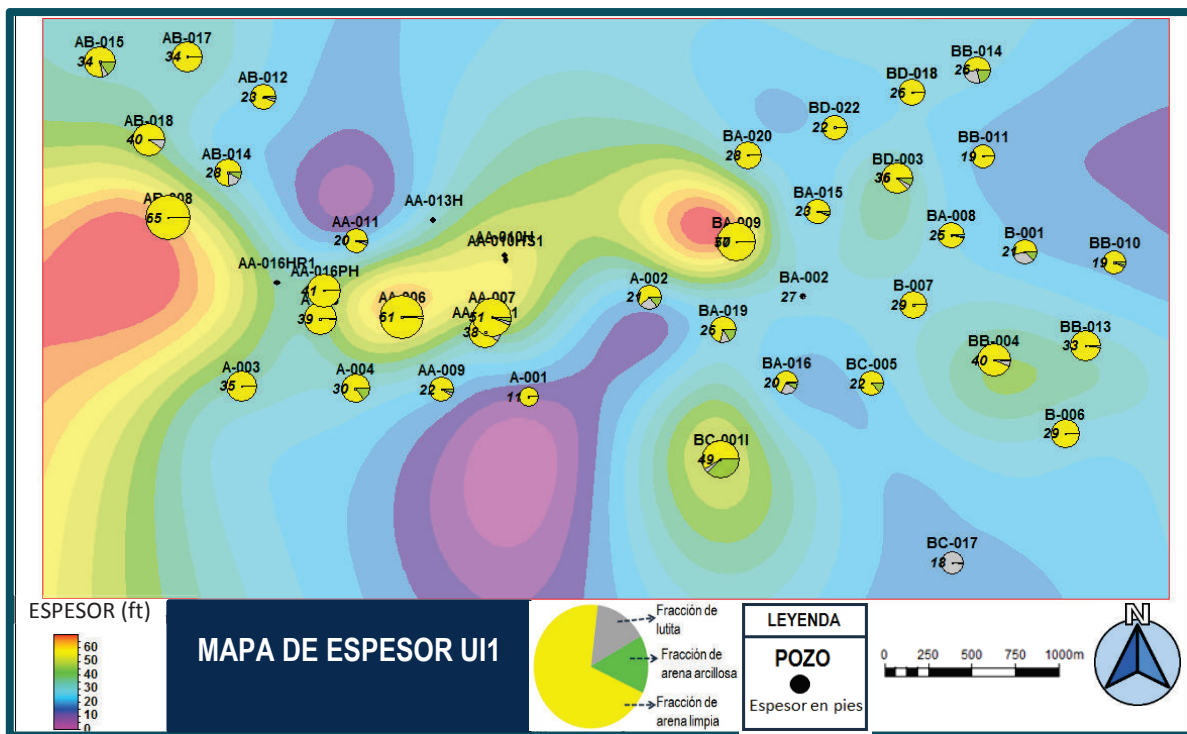 AB-015
34
AB-017
34
AB-012
23
AB-018
40
AB-014
28
65
AA-011
20
AA-013H
AA-010H
AA-016HR1
AA-016PH
41
39
AA-006
61
AA-007
51
38
A-003
35
A-004
30
AA-009
22
A-001
11
A-002
21
BA-020
28
BA-009
BD-022
22
BD-018
26
BB-014
26
BB-011
19
BD-003
36
BA-015
23
BA-008
25
B-001
21
BB-010
19
BA-002
27
BA-019
26
B-007
29
BB-013
33
BB-004
40
BA-016
20
BC-005
22
B-006
29
BC-001I
49
BC-017
18
ESPESOR (ft)
60
50
40
30
20
10
0
MAPA DE ESPESOR UI1
Fracción de
lutita
Fracción de
arena arcillosa
Fracción de
arena limpia
LEYENDA
POZO
Espesor en pies
0 250 500 750 1000m
N